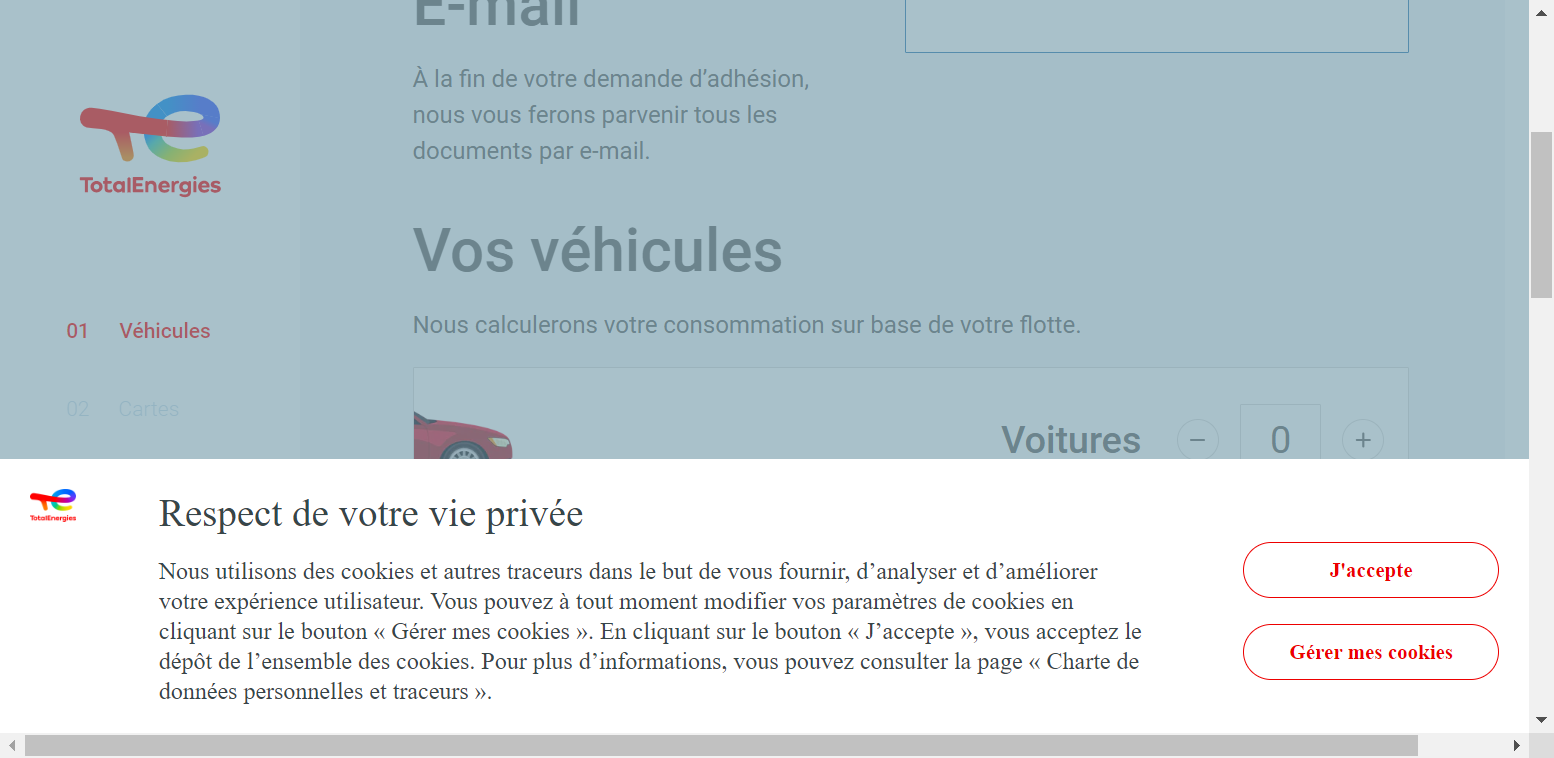 E-mail
À la fin de votre demande d’adhésion,
nous vous ferons parvenir tous les
documents par e-mail.
TotalEnergies
Vos véhicules
Nous calculerons votre consommation sur base de votre flotte.
01 Véhicules
02 Cartes
Voitures
0
TotalEnergies
Respect de votre vie privée
Nous utilisons des cookies et autres traceurs dans le but de vous fournir, d’analyser et d’améliorer
votre expérience utilisateur. Vous pouvez à tout moment modifier vos paramètres de cookies en
cliquant sur le bouton « Gérer mes cookies ». En cliquant sur le bouton « J’accepte », vous acceptez le
dépôt de l’ensemble des cookies. Pour plus d’informations, vous pouvez consulter la page « Charte de
données personnelles et traceurs ».
J'accepte
Gérer mes cookies